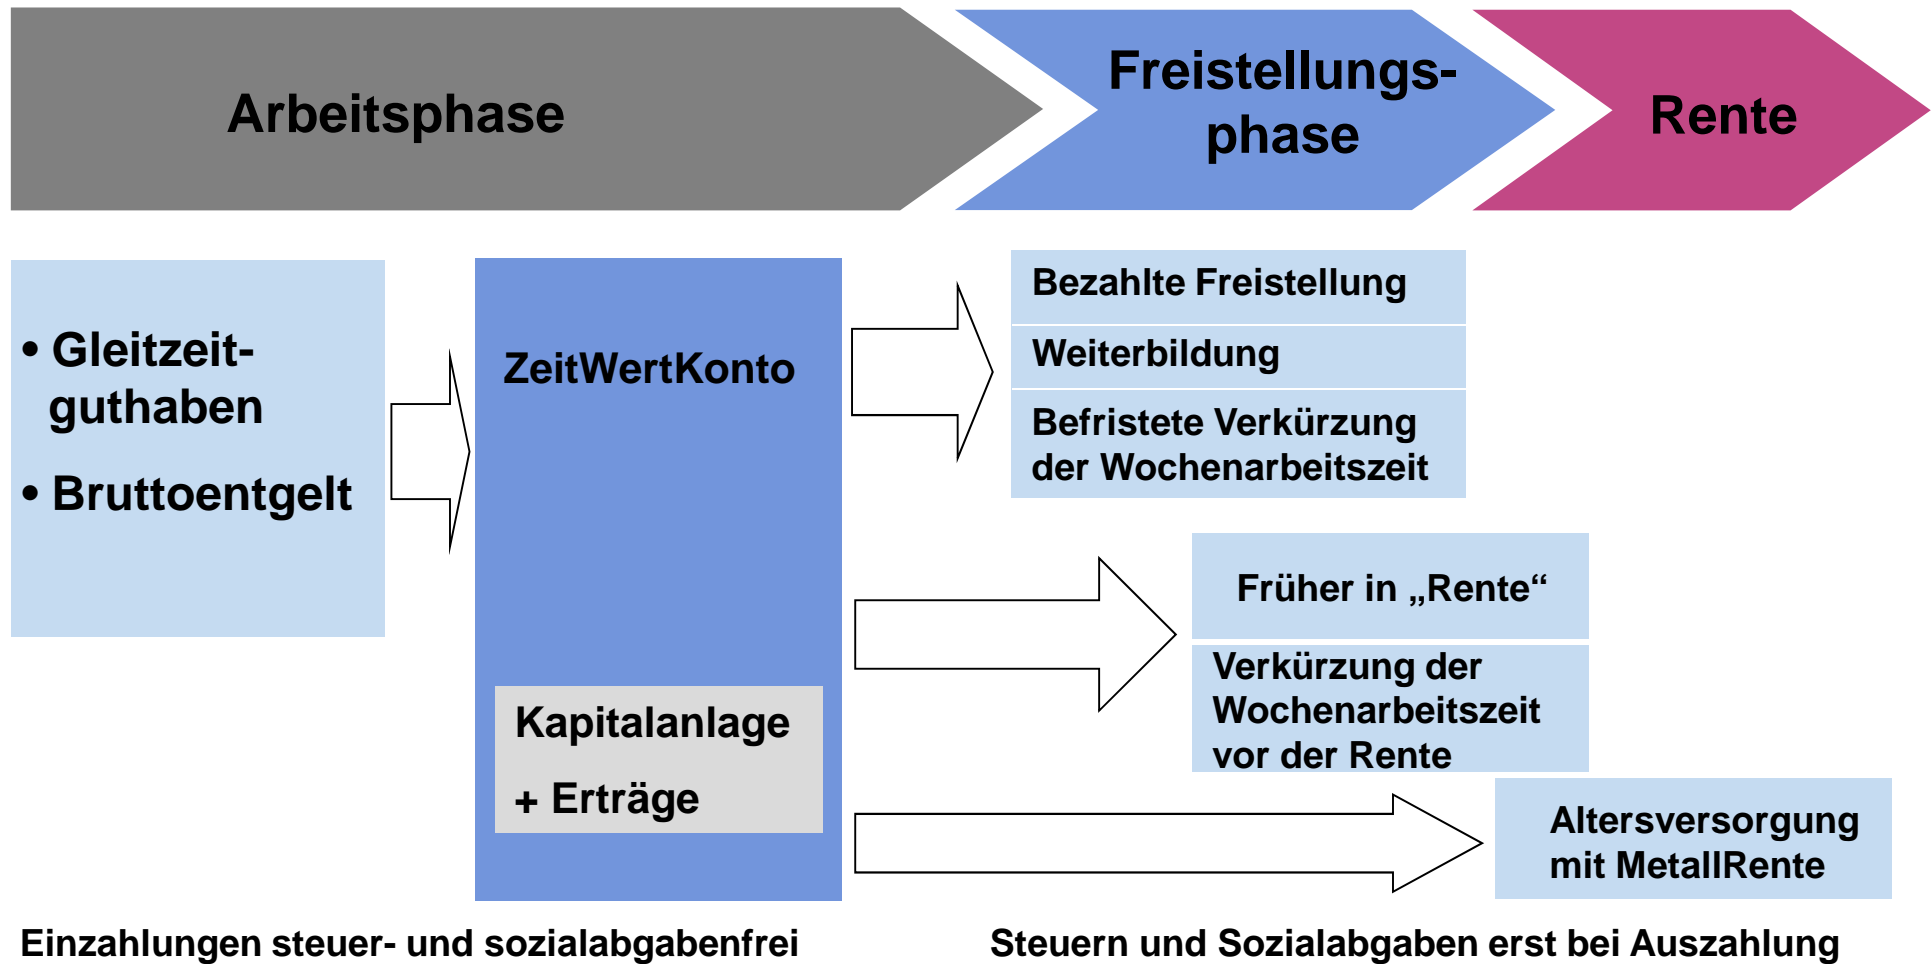 Arbeitsphase
Freistellungs-
phase
Rente
• Gleitzeit-
guthaben
• Bruttoentgelt
ZeitWertKonto
Kapitalanlage
+ Erträge
Bezahlte Freistellung
Weiterbildung
Befristete Verkürzung
der Wochenarbeitszeit
Früher in „Rente“
Verkürzung der
Wochenarbeitszeit
vor der Rente
Altersversorgung
mit MetallRente
Einzahlungen steuer- und sozialabgabenfrei
Steuern und Sozialabgaben erst bei Auszahlung